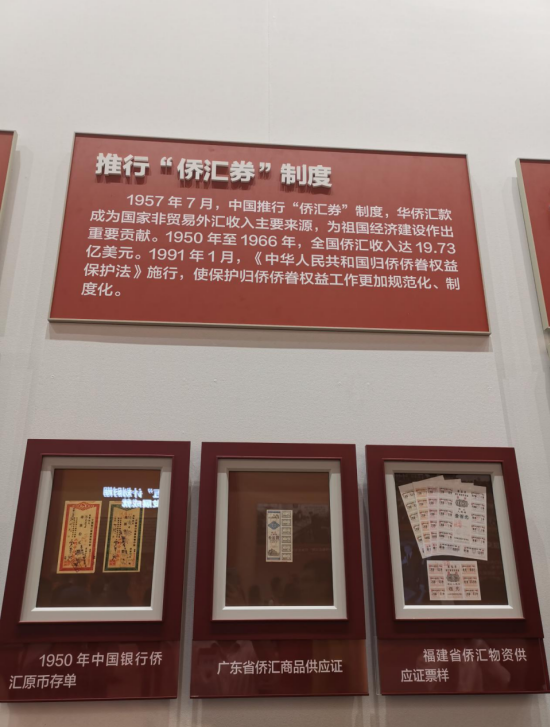 推行“侨汇券”制度
1957 年 7 月，中国推行“侨汇券”制度，华侨汇款
成为国家非贸易外汇收入主要来源，为祖国经济建设作出
重要贡献。1950 年至 1966 年，全国侨汇收入达 19.73
亿美元。1991 年 1 月，《中华人民共和国归侨侨眷权益
保护法》施行，使保护归侨侨眷权益工作更加规范化、制
度化。
1950 年中国银行侨
汇原币存单
广东省侨汇商品供应证
福建省侨汇物资供
应证票样